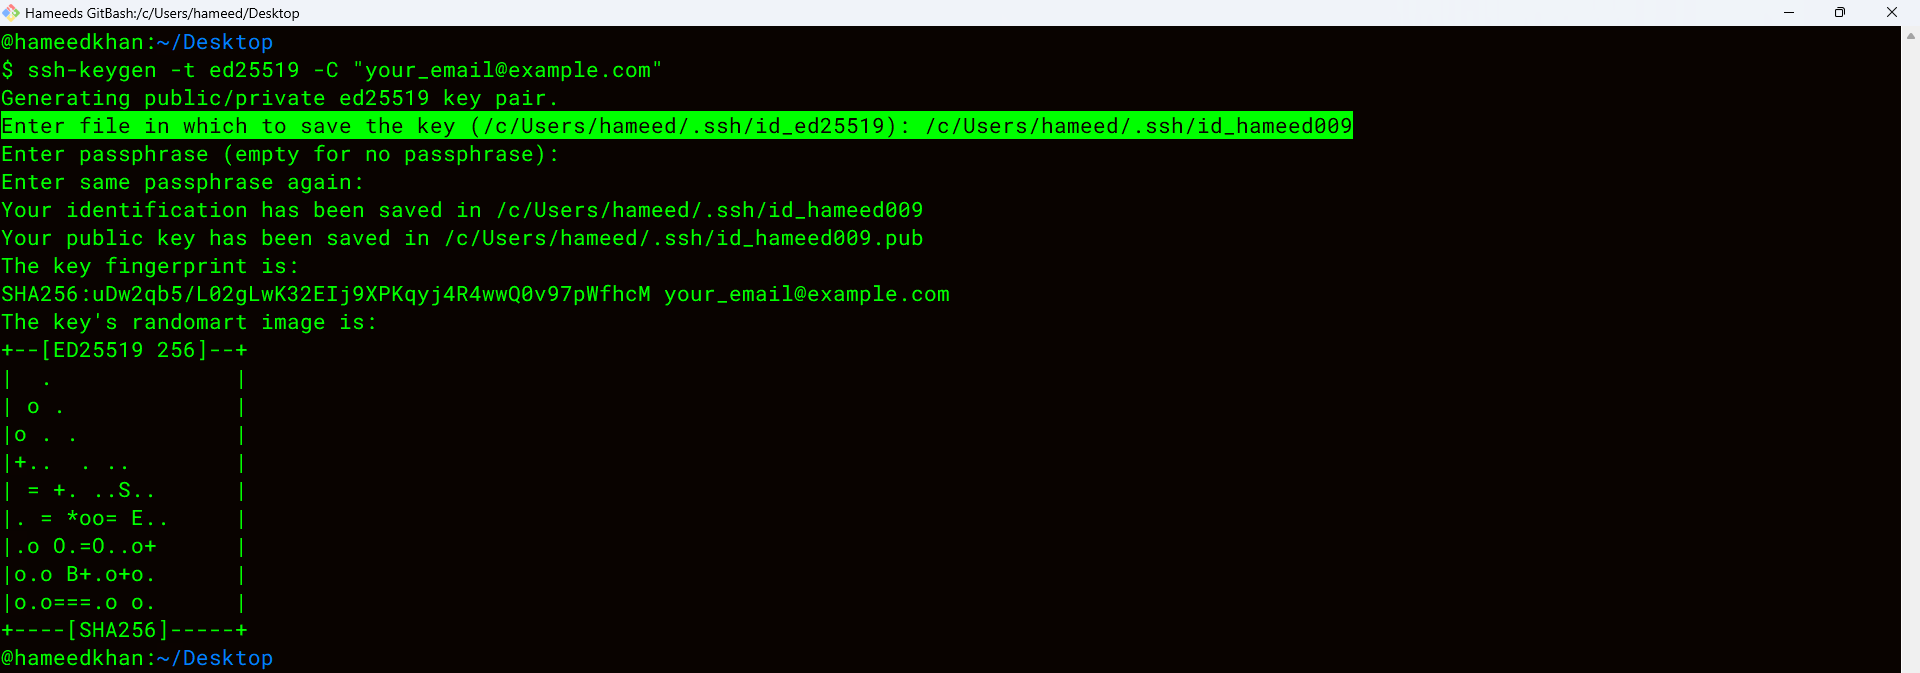 Hameeds GitBash:/c/Users/hameed/Desktop
@hameedkhan:~/Desktop
$ ssh-keygen -t ed25519 -C "your_email@example.com"
Generating public/private ed25519 key pair.
Enter file in which to save the key (/c/Users/hameed/.ssh/id_ed25519): /c/Users/hameed/.ssh/id_hameed009
Enter passphrase (empty for no passphrase):
Enter same passphrase again:
Your identification has been saved in /c/Users/hameed/.ssh/id_hameed009
Your public key has been saved in /c/Users/hameed/.ssh/id_hameed009.pub
The key fingerprint is:
SHA256:uDw2qb5/L02gLwK32EIj9XPKqyj4R4wwQ0v97pWfhcM your_email@example.com
The key's randomart image is:
+--[ED25519 256]--+
|  .              |
| o .             |
|o . .            |
|+..  . ..        |
| = +. ..S..      |
|. = *oo= E..     |
|.o O.=O..o+      |
|o.o B+.o+o.      |
|o.o===.o o.      |
+----[SHA256]-----+
@hameedkhan:~/Desktop